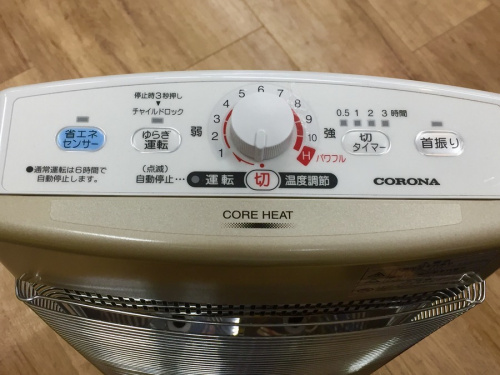 停止時3秒押し
▼
チャイルドロック
省エネ
センサー
ゆらぎ
運転
弱
1
2
3
4
5
6
7
8
9
10
H
パワフル
強
0.5 1 2 3 時間
切
タイマー
首振り
●通常運転は6時間で
自動停止します。
(点滅)
自動停止…
運転
切
温度調節
CORONA
CORE HEAT